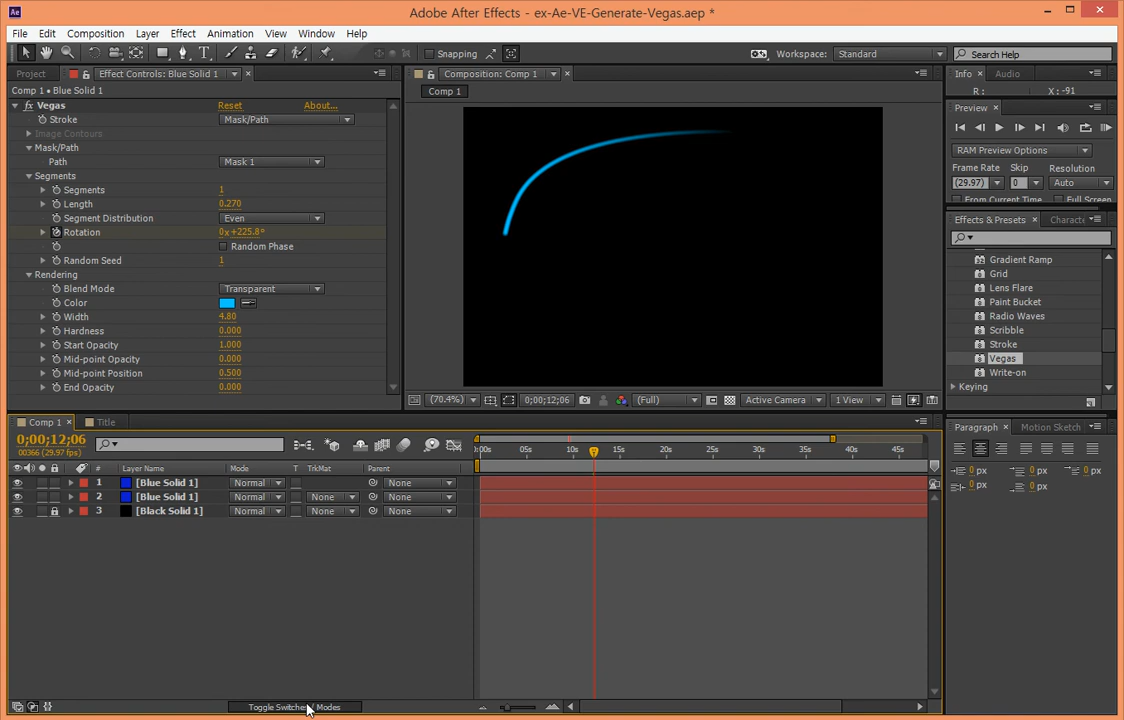 Ae
Adobe After Effects - ex-Ae-VE-Generate-Vegas.aep *
File Edit Composition Layer Effect Animation View Window Help
Snapping Workspace: Standard Search Help
Project Effect Controls: Blue Solid 1 Composition: Comp 1 Info Audio
Comp 1 • Blue Solid 1 Comp 1 R : X : -91
fx Vegas Reset About... Preview
Stroke Mask/Path
Image Contours
Mask/Path RAM Preview Options
Path Mask 1 Frame Rate Skip Resolution
Segments (29.97) 0 Auto
Segments 1 From Current Time Full Screen
Length 0.270
Segment Distribution Even Effects & Presets
Rotation 0x+225.8°
Random Phase
Random Seed 1 Gradient Ramp
Rendering Grid
Blend Mode Transparent Lens Flare
Color Paint Bucket
Width 4.80 Radio Waves
Hardness 0.000 Scribble
Start Opacity 1.000 Stroke
Mid-point Opacity 0.000 Vegas
Mid-point Position 0.500 Write-on
End Opacity 0.000 Keying
(70.4%) 0;00;12;06 (Full) Active Camera 1 View
Comp 1 Title Paragraph Motion Sketch
0;00;12;06
00366 (29.97 fps) :00s 05s 10s 15s 20s 25s 30s 35s 40s 45s
# Layer Name Mode T TrkMat Parent 0 px 0 px 0 px
1 [Blue Solid 1] Normal None 0 px 0 px
2 [Blue Solid 1] Normal None None
3 [Black Solid 1] Normal None None
Toggle Switches / Modes